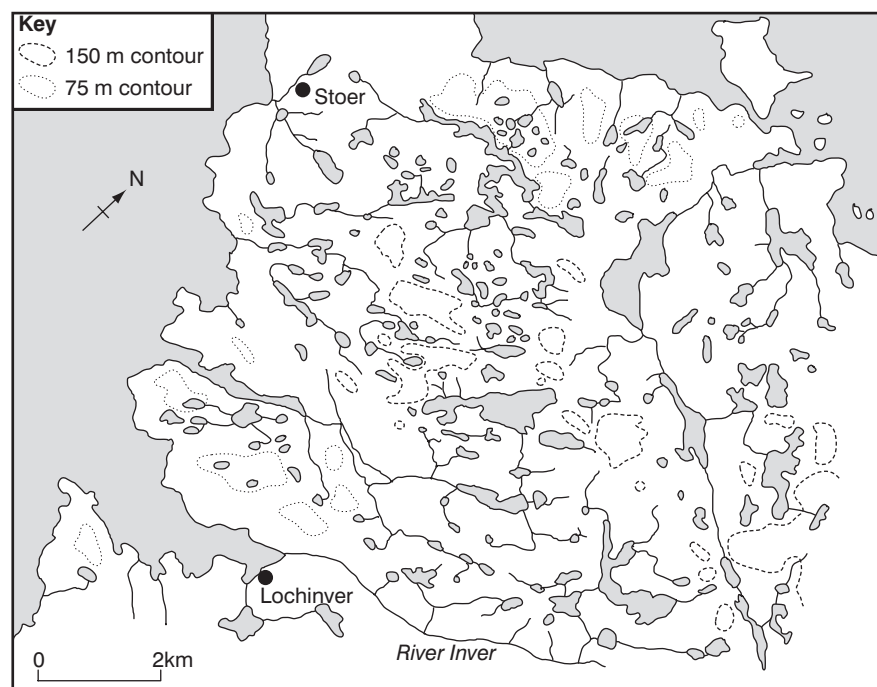 Key
150 m contour
75 m contour
Stoer
N
Lochinver
River Inver
0 2km